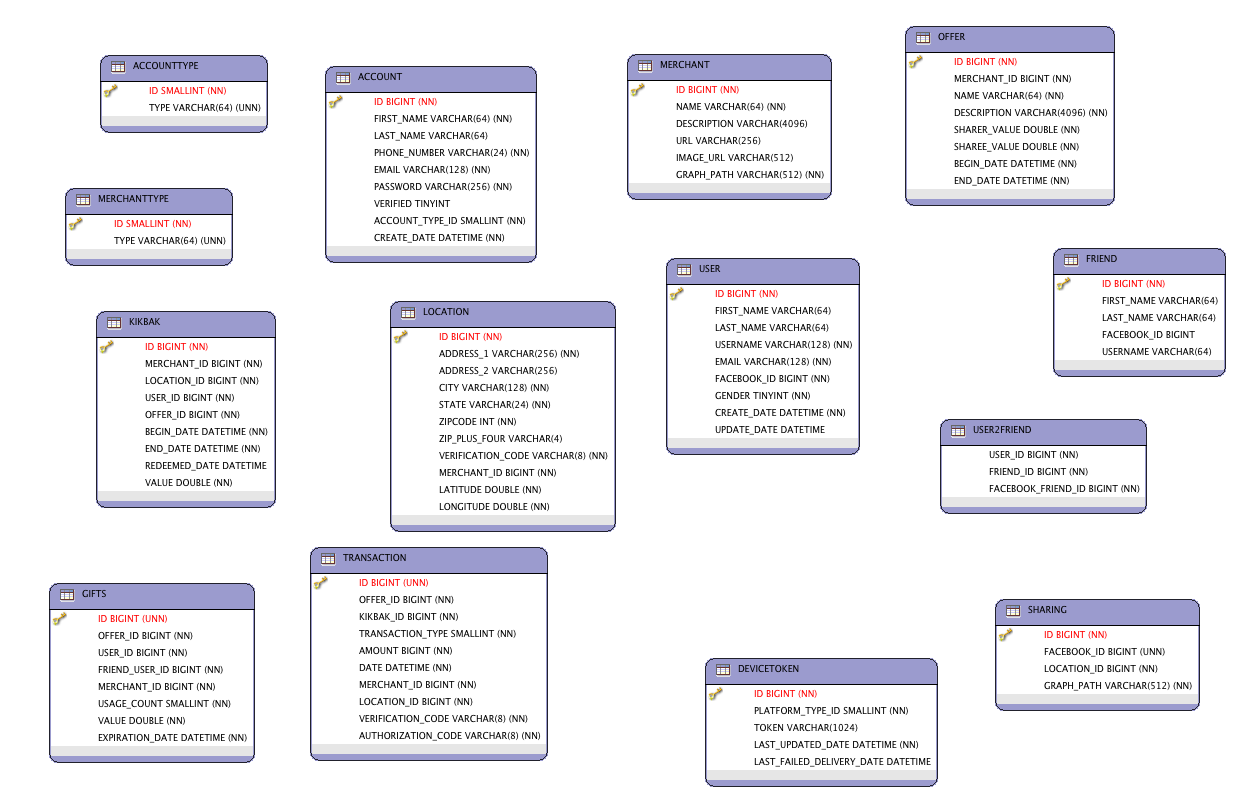 ACCOUNTTYPE
ID SMALLINT (NN)
TYPE VARCHAR(64) (UNN)
ACCOUNT
ID BIGINT (NN)
FIRST_NAME VARCHAR(64) (NN)
LAST_NAME VARCHAR(64)
PHONE_NUMBER VARCHAR(24) (NN)
EMAIL VARCHAR(128) (NN)
PASSWORD VARCHAR(256) (NN)
VERIFIED TINYINT
ACCOUNT_TYPE_ID SMALLINT (NN)
CREATE_DATE DATETIME (NN)
MERCHANT
ID BIGINT (NN)
NAME VARCHAR(64) (NN)
DESCRIPTION VARCHAR(4096)
URL VARCHAR(256)
IMAGE_URL VARCHAR(512)
GRAPH_PATH VARCHAR(512) (NN)
OFFER
ID BIGINT (NN)
MERCHANT_ID BIGINT (NN)
NAME VARCHAR(64) (NN)
DESCRIPTION VARCHAR(4096) (NN)
SHARER_VALUE DOUBLE (NN)
SHAREE_VALUE DOUBLE (NN)
BEGIN_DATE DATETIME (NN)
END_DATE DATETIME (NN)
MERCHANTTYPE
ID SMALLINT (NN)
TYPE VARCHAR(64) (UNN)
USER
ID BIGINT (NN)
FIRST_NAME VARCHAR(64)
LAST_NAME VARCHAR(64)
USERNAME VARCHAR(128) (NN)
EMAIL VARCHAR(128) (NN)
FACEBOOK_ID BIGINT (NN)
GENDER TINYINT (NN)
CREATE_DATE DATETIME (NN)
UPDATE_DATE DATETIME
FRIEND
ID BIGINT (NN)
FIRST_NAME VARCHAR(64)
LAST_NAME VARCHAR(64)
FACEBOOK_ID BIGINT
USERNAME VARCHAR(64)
KIKBAK
ID BIGINT (NN)
MERCHANT_ID BIGINT (NN)
LOCATION_ID BIGINT (NN)
USER_ID BIGINT (NN)
OFFER_ID BIGINT (NN)
BEGIN_DATE DATETIME (NN)
END_DATE DATETIME (NN)
REDEEMED_DATE DATETIME
VALUE DOUBLE (NN)
LOCATION
ID BIGINT (NN)
ADDRESS_1 VARCHAR(256) (NN)
ADDRESS_2 VARCHAR(256)
CITY VARCHAR(128) (NN)
STATE VARCHAR(24) (NN)
ZIPCODE INT (NN)
ZIP_PLUS_FOUR VARCHAR(4)
VERIFICATION_CODE VARCHAR(8) (NN)
MERCHANT_ID BIGINT (NN)
LATITUDE DOUBLE (NN)
LONGITUDE DOUBLE (NN)
USER2FRIEND
USER_ID BIGINT (NN)
FRIEND_ID BIGINT (NN)
FACEBOOK_FRIEND_ID BIGINT (NN)
GIFTS
ID BIGINT (UNN)
OFFER_ID BIGINT (NN)
USER_ID BIGINT (NN)
FRIEND_USER_ID BIGINT (NN)
MERCHANT_ID BIGINT (NN)
USAGE_COUNT SMALLINT (NN)
VALUE DOUBLE (NN)
EXPIRATION_DATE DATETIME (NN)
TRANSACTION
ID BIGINT (UNN)
OFFER_ID BIGINT (NN)
KIKBAK_ID BIGINT (NN)
TRANSACTION_TYPE SMALLINT (NN)
AMOUNT BIGINT (NN)
DATE DATETIME (NN)
MERCHANT_ID BIGINT (NN)
LOCATION_ID BIGINT (NN)
VERIFICATION_CODE VARCHAR(8) (NN)
AUTHORIZATION_CODE VARCHAR(8) (NN)
DEVICETOKEN
ID BIGINT (NN)
PLATFORM_TYPE_ID SMALLINT (NN)
TOKEN VARCHAR(1024)
LAST_UPDATED_DATE DATETIME (NN)
LAST_FAILED_DELIVERY_DATE DATETIME
SHARING
ID BIGINT (NN)
FACEBOOK_ID BIGINT (UNN)
LOCATION_ID BIGINT (NN)
GRAPH_PATH VARCHAR(512) (NN)